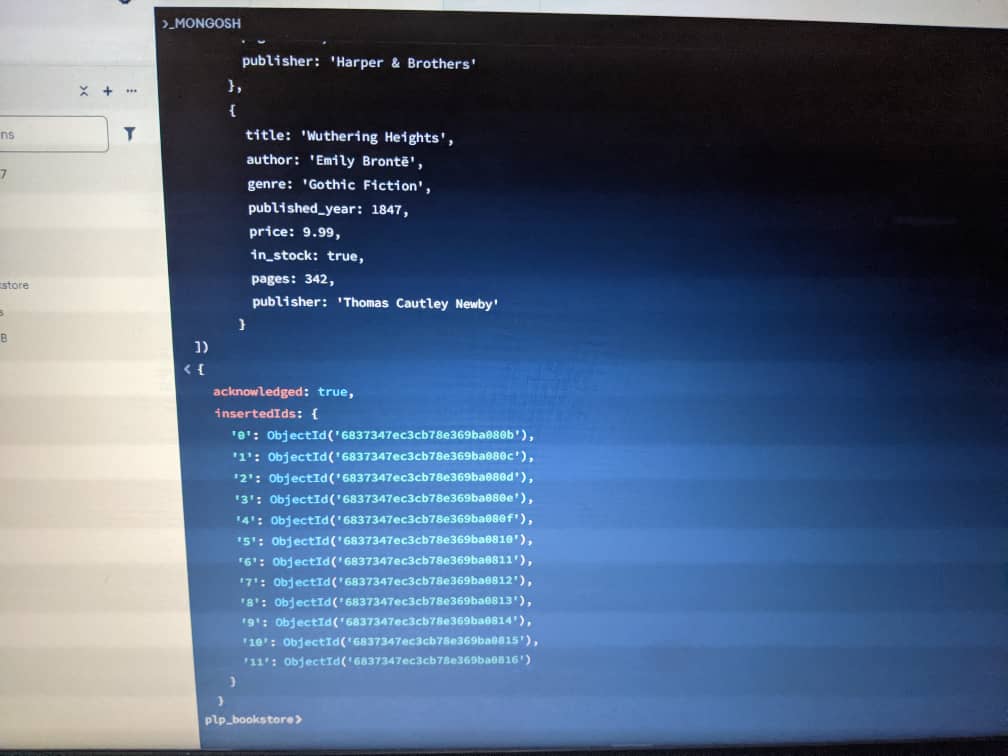 >_MONGOSH
publisher: 'Harper & Brothers'
},
{
title: 'Wuthering Heights',
author: 'Emily Brontë',
genre: 'Gothic Fiction',
published_year: 1847,
price: 9.99,
in_stock: true,
pages: 342,
publisher: 'Thomas Cautley Newby'
}
])
< {
acknowledged: true,
insertedIds: {
'0': ObjectId('6837347ec3cb78e369ba080b'),
'1': ObjectId('6837347ec3cb78e369ba080c'),
'2': ObjectId('6837347ec3cb78e369ba080d'),
'3': ObjectId('6837347ec3cb78e369ba080e'),
'4': ObjectId('6837347ec3cb78e369ba080f'),
'5': ObjectId('6837347ec3cb78e369ba0810'),
'6': ObjectId('6837347ec3cb78e369ba0811'),
'7': ObjectId('6837347ec3cb78e369ba0812'),
'8': ObjectId('6837347ec3cb78e369ba0813'),
'9': ObjectId('6837347ec3cb78e369ba0814'),
'10': ObjectId('6837347ec3cb78e369ba0815'),
'11': ObjectId('6837347ec3cb78e369ba0816')
}
}
plp_bookstore>
ns
7
store
s
B